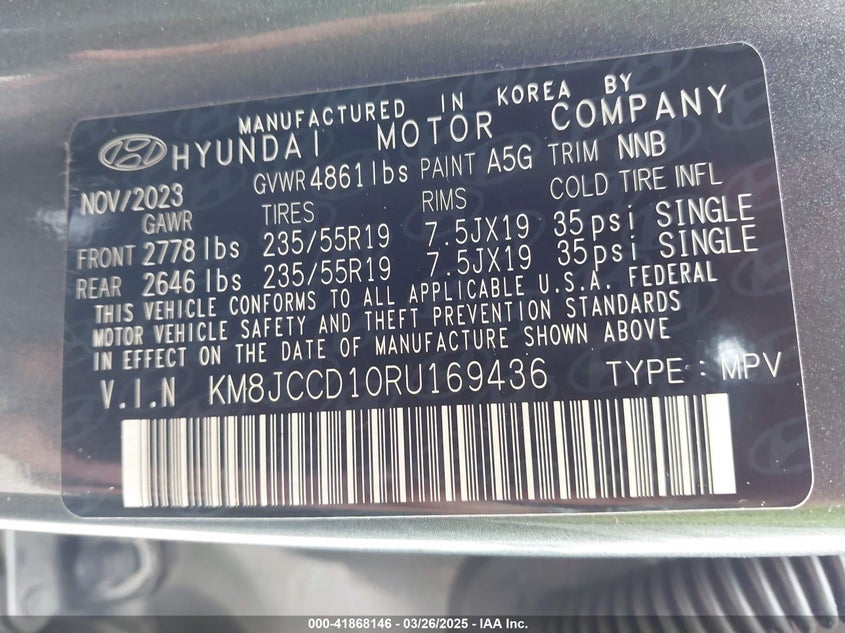 MANUFACTURED IN KOREA BY
HYUNDAI MOTOR COMPANY
NOV/2023 GVWR 4861lbs PAINT A5G TRIM NNB
GAWR TIRES RIMS COLD TIRE INFL
FRONT 2778 lbs 235/55R19 7.5JX19 35psi SINGLE
REAR 2646 lbs 235/55R19 7.5JX19 35psi SINGLE
THIS VEHICLE CONFORMS TO ALL APPLICABLE U.S.A. FEDERAL
MOTOR VEHICLE SAFETY AND THEFT PREVENTION STANDARDS
IN EFFECT ON THE DATE OF MANUFACTURE SHOWN ABOVE
V.I.N KM8JCCD10RU169436 TYPE : MPV
000-41868146 - 03/26/2025 - IAA Inc.